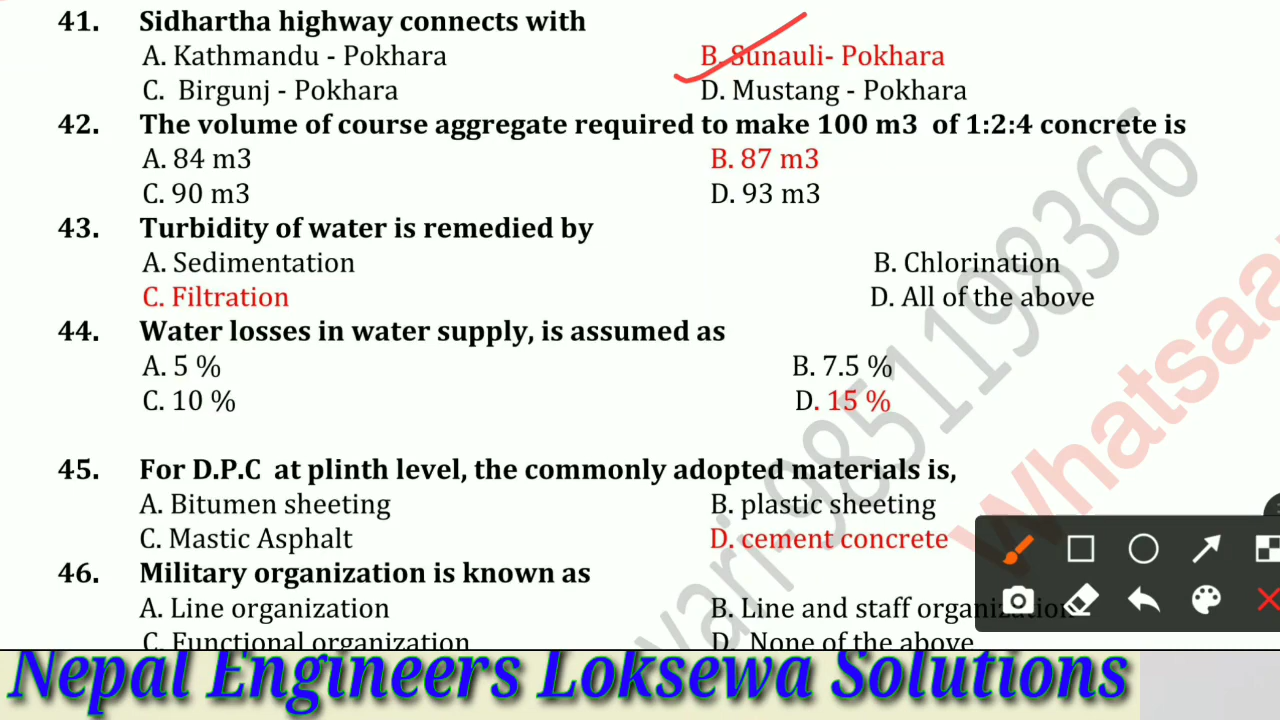 41. Sidhartha highway connects with
A. Kathmandu - Pokhara B. Sunauli- Pokhara
C. Birgunj - Pokhara D. Mustang - Pokhara
42. The volume of course aggregate required to make 100 m3 of 1:2:4 concrete is
A. 84 m3 B. 87 m3
C. 90 m3 D. 93 m3
43. Turbidity of water is remedied by
A. Sedimentation B. Chlorination
C. Filtration D. All of the above
44. Water losses in water supply, is assumed as
A. 5 % B. 7.5 %
C. 10 % D. 15 %
45. For D.P.C at plinth level, the commonly adopted materials is,
A. Bitumen sheeting B. plastic sheeting
C. Mastic Asphalt D. cement concrete
46. Military organization is known as
A. Line organization B. Line and staff organization
C. Functional organization D. None of the above
vari-9851198366
Whatsaa
Nepal Engineers Loksewa Solutions